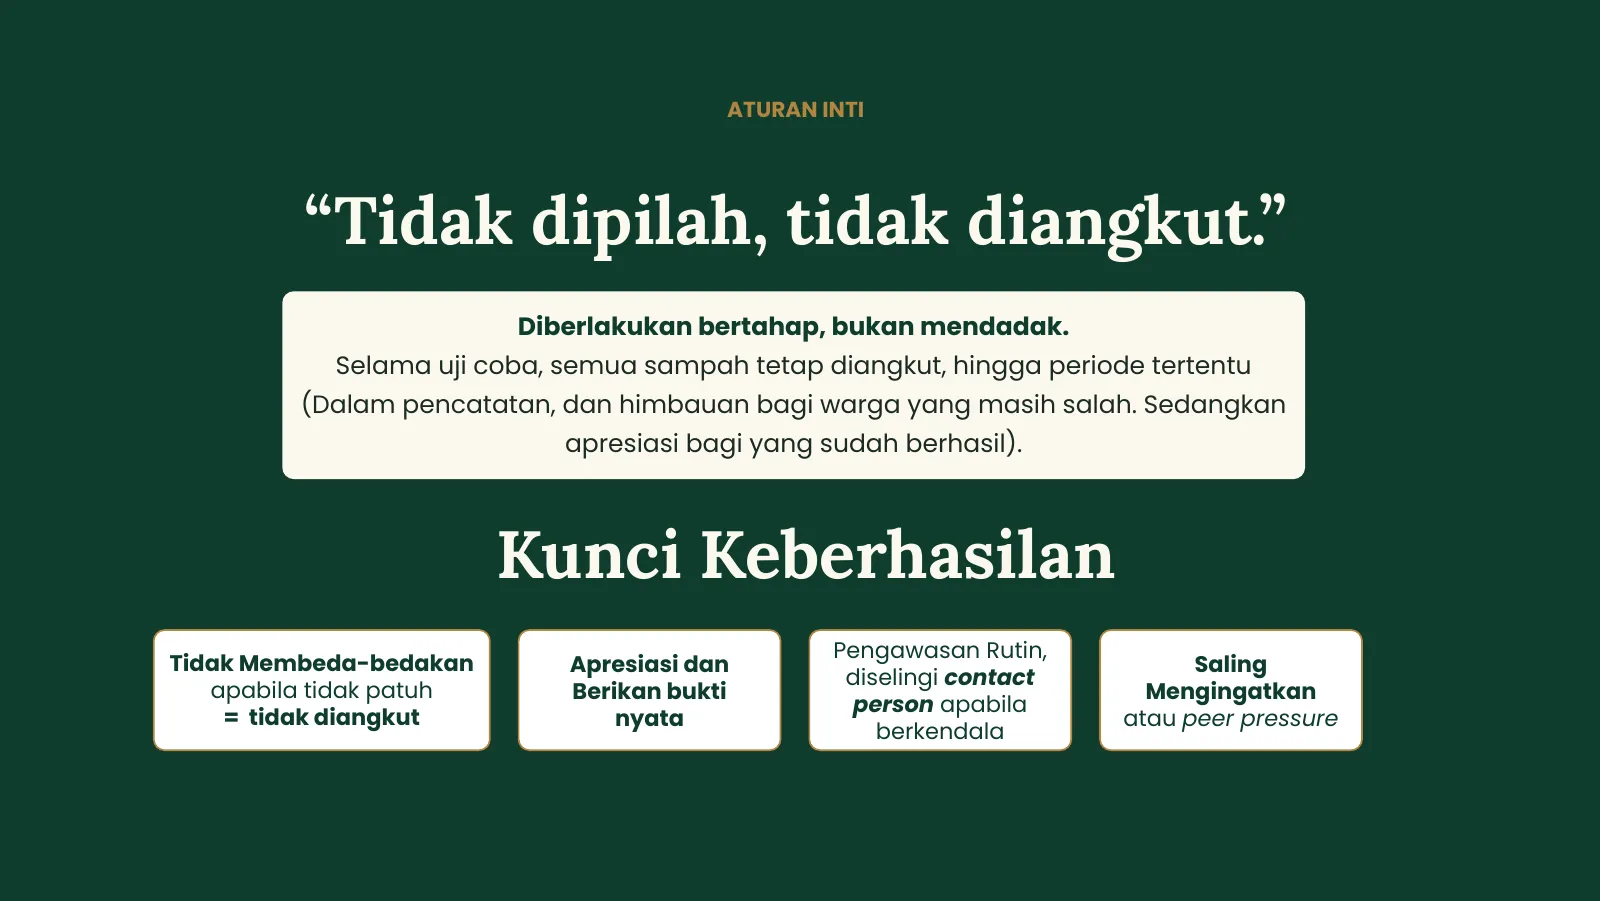 ATURAN INTI
“Tidak dipilah, tidak diangkut.”
Diberlakukan bertahap, bukan mendadak.
Selama uji coba, semua sampah tetap diangkut, hingga periode tertentu
(Dalam pencatatan, dan himbauan bagi warga yang masih salah. Sedangkan
apresiasi bagi yang sudah berhasil).
Kunci Keberhasilan
Tidak Membeda-bedakan
apabila tidak patuh
= tidak diangkut
Apresiasi dan
Berikan bukti
nyata
Pengawasan Rutin,
diselingi contact
person apabila
berkendala
Saling
Mengingatkan
atau peer pressure